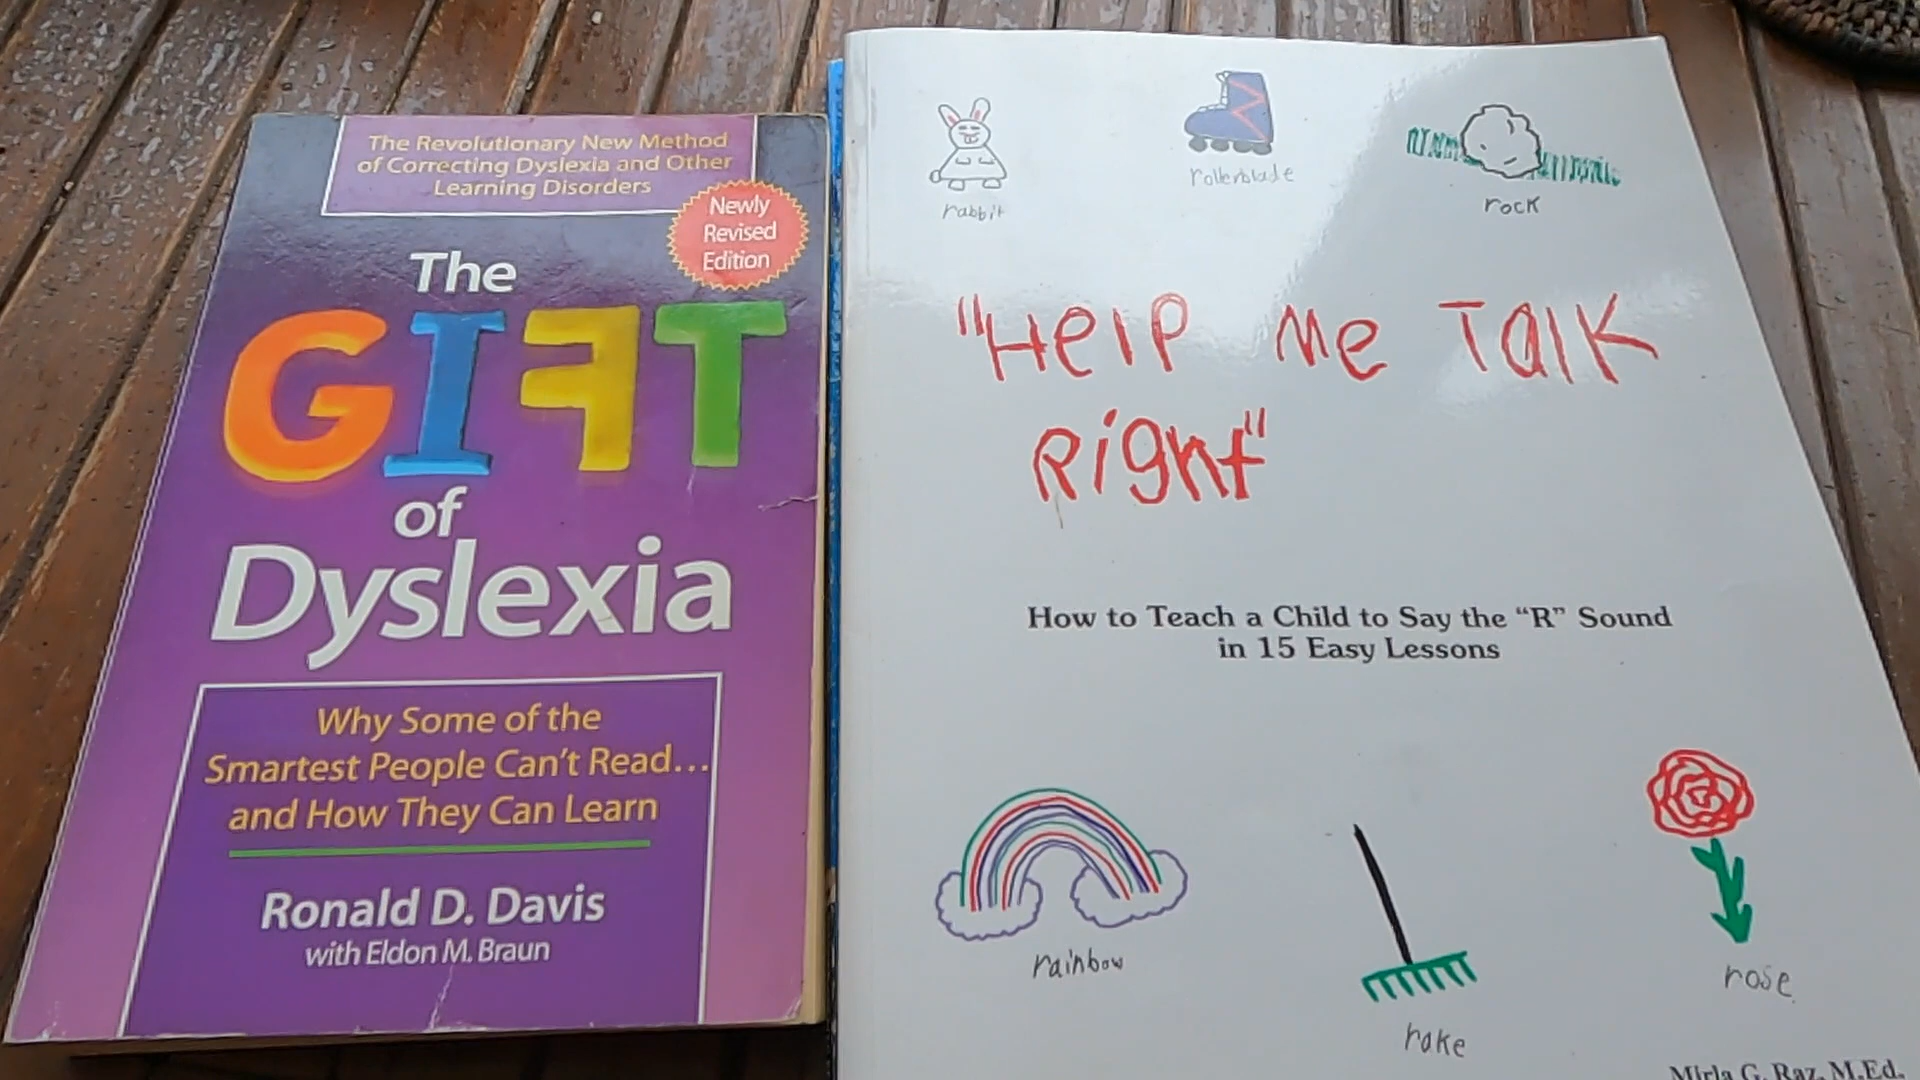 The Revolutionary New Method
of Correcting Dyslexia and Other
Learning Disorders
Newly
Revised
Edition
The
GIFT
of
Dyslexia
Why Some of the
Smartest People Can't Read...
and How They Can Learn
Ronald D. Davis
with Eldon M. Braun
rabbit
rollerblade
rock
"Help Me Talk
Right"
How to Teach a Child to Say the “R” Sound
in 15 Easy Lessons
rainbow
rake
rose
Mirla G. Raz, M.Ed.